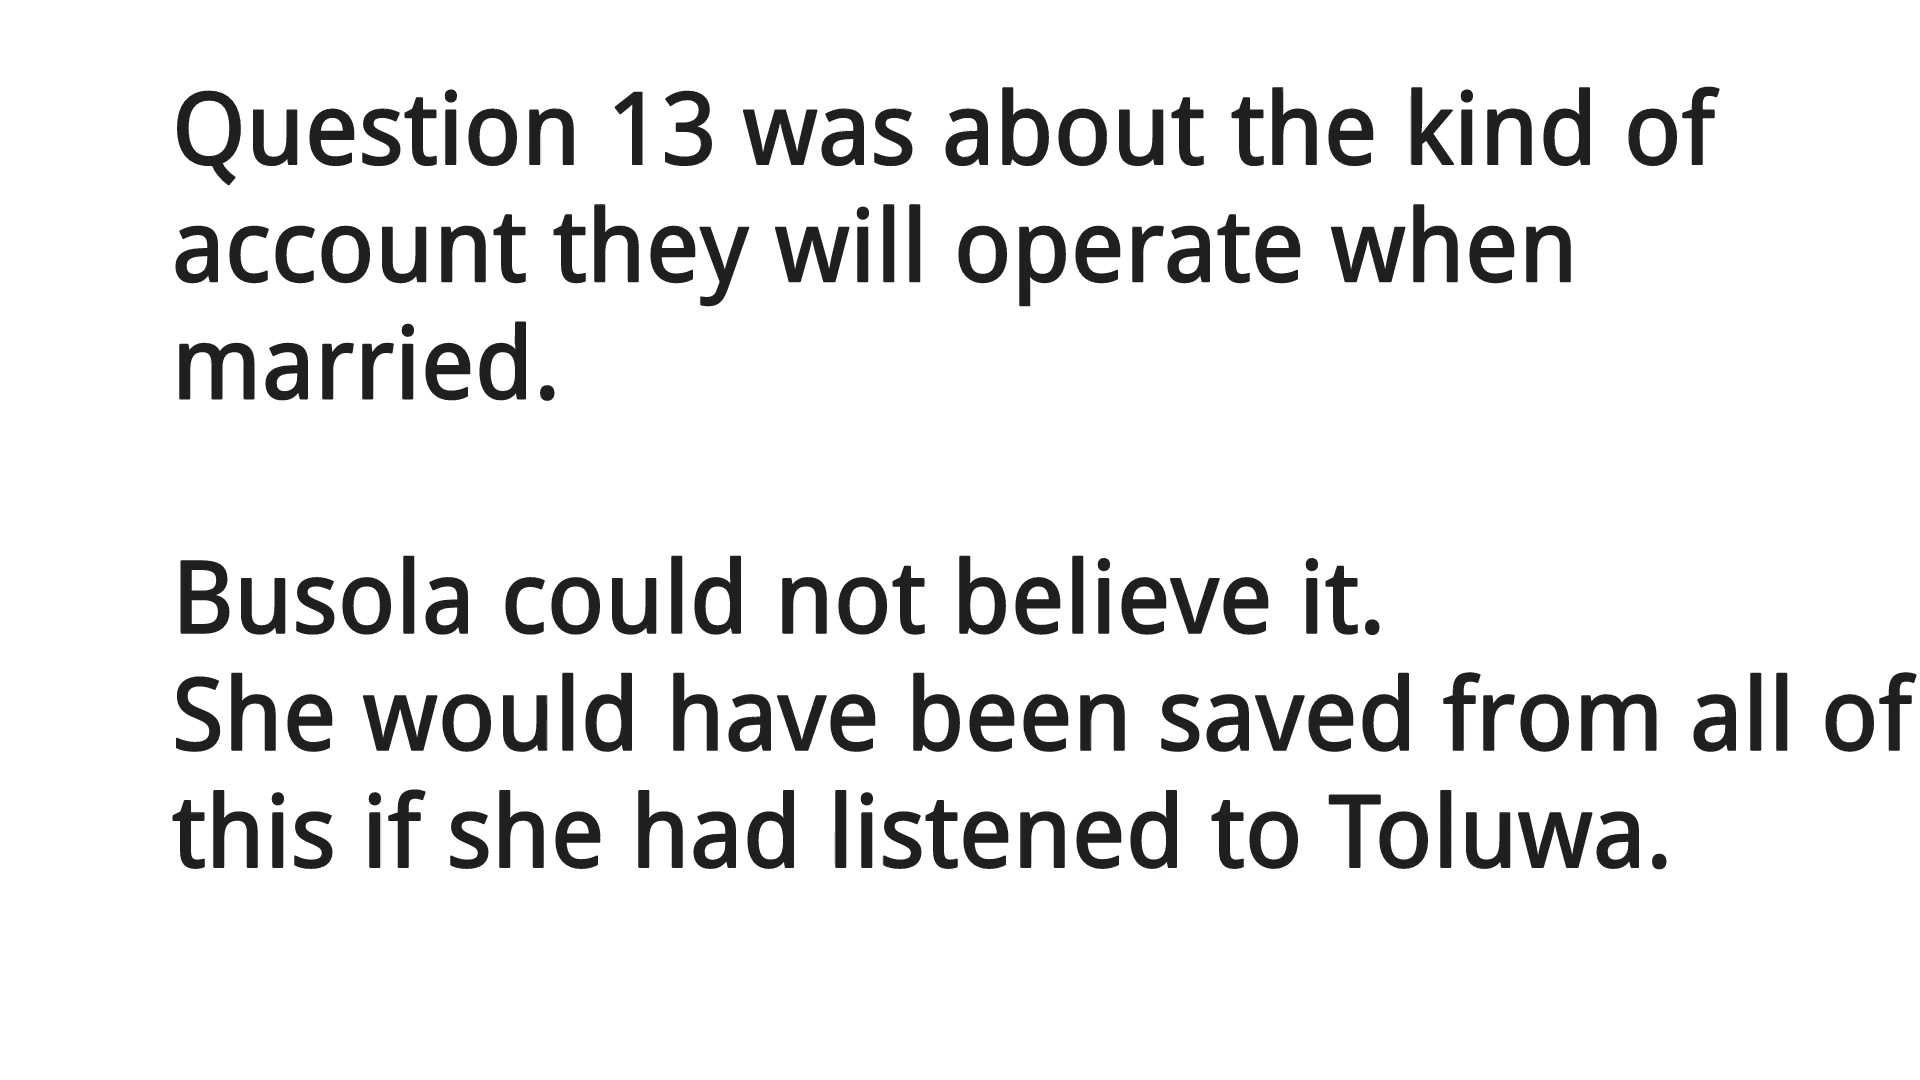 Question 13 was about the kind of
account they will operate when
married.
Busola could not believe it.
She would have been saved from all of
this if she had listened to Toluwa.